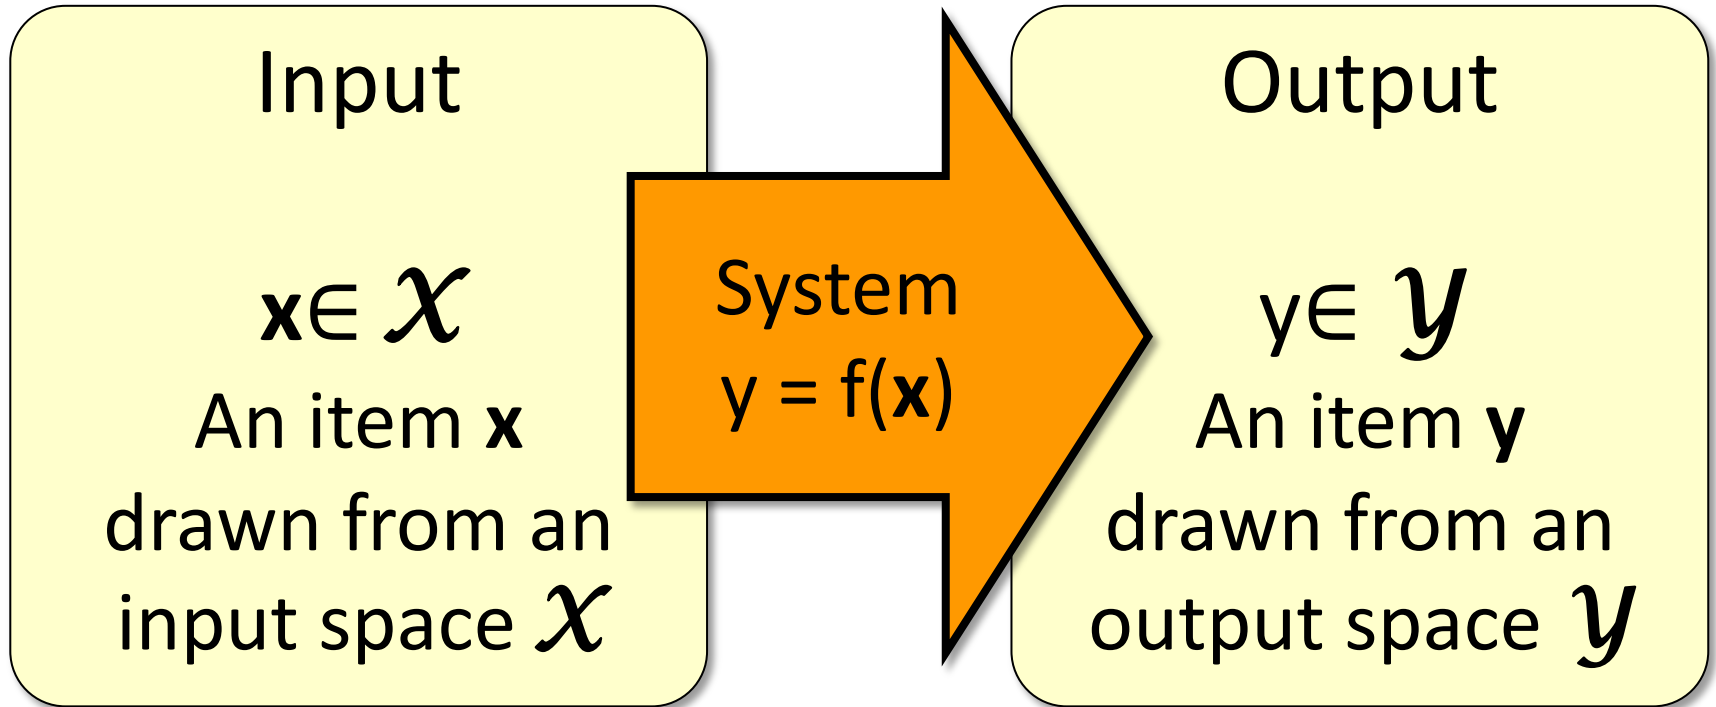 Input
x∈ 𝒳
An item x
drawn from an
input space 𝒳
System
y = f(x)
Output
y∈ 𝒴
An item y
drawn from an
output space 𝒴